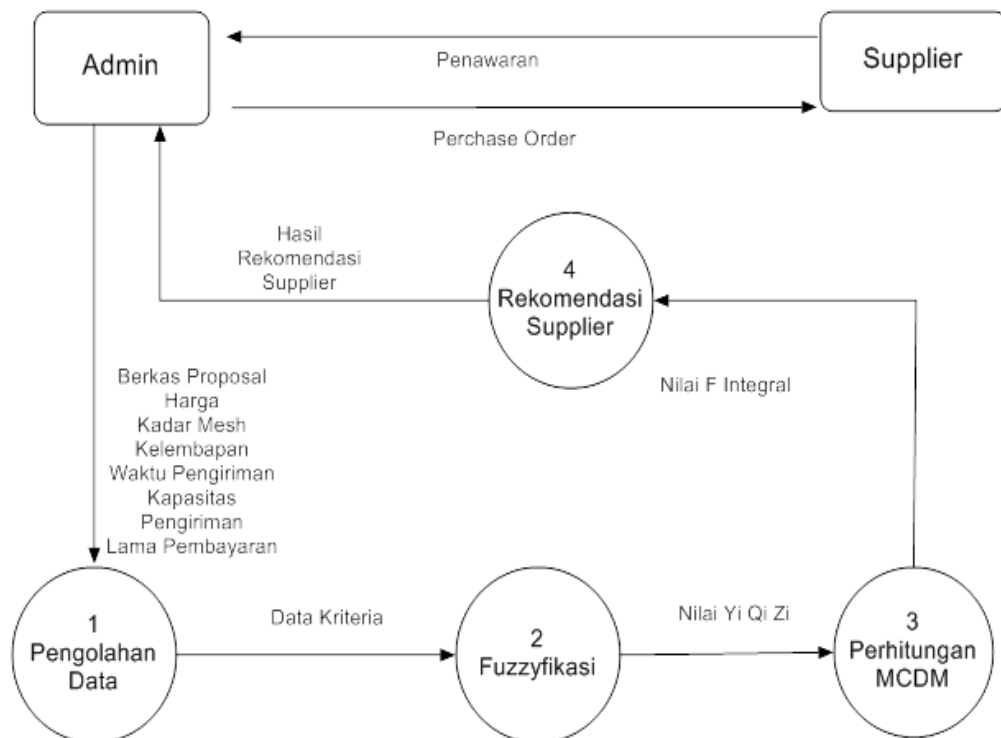 Admin
Supplier
Penawaran
Perchase Order
Hasil
Rekomendasi
Supplier
4
Rekomendasi
Supplier
Nilai F Integral
Berkas Proposal
Harga
Kadar Mesh
Kelembapan
Waktu Pengiriman
Kapasitas
Pengiriman
Lama Pembayaran
1
Pengolahan
Data
Data Kriteria
2
Fuzzyfikasi
Nilai Yi Qi Zi
3
Perhitungan
MCDM